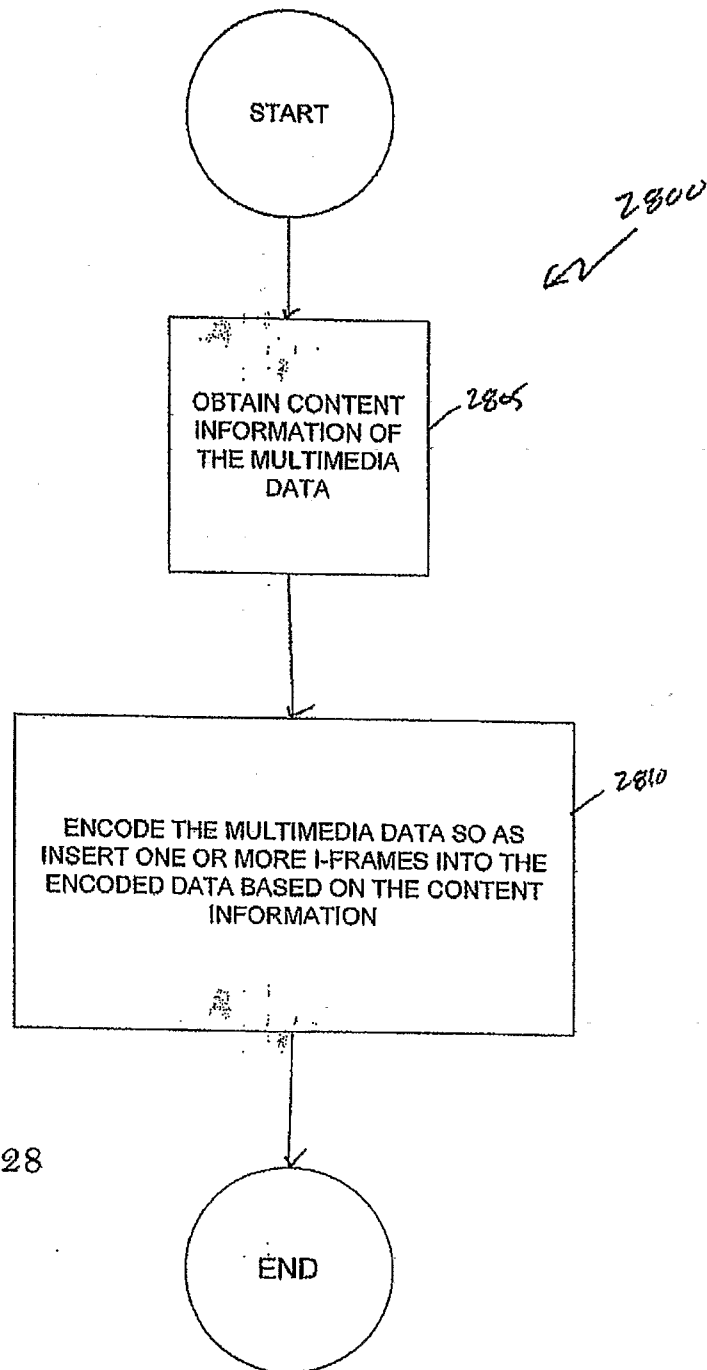 START
2800
OBTAIN CONTENT
INFORMATION OF
THE MULTIMEDIA
DATA
2805
ENCODE THE MULTIMEDIA DATA SO AS
INSERT ONE OR MORE I-FRAMES INTO THE
ENCODED DATA BASED ON THE CONTENT
INFORMATION
2810
28
END